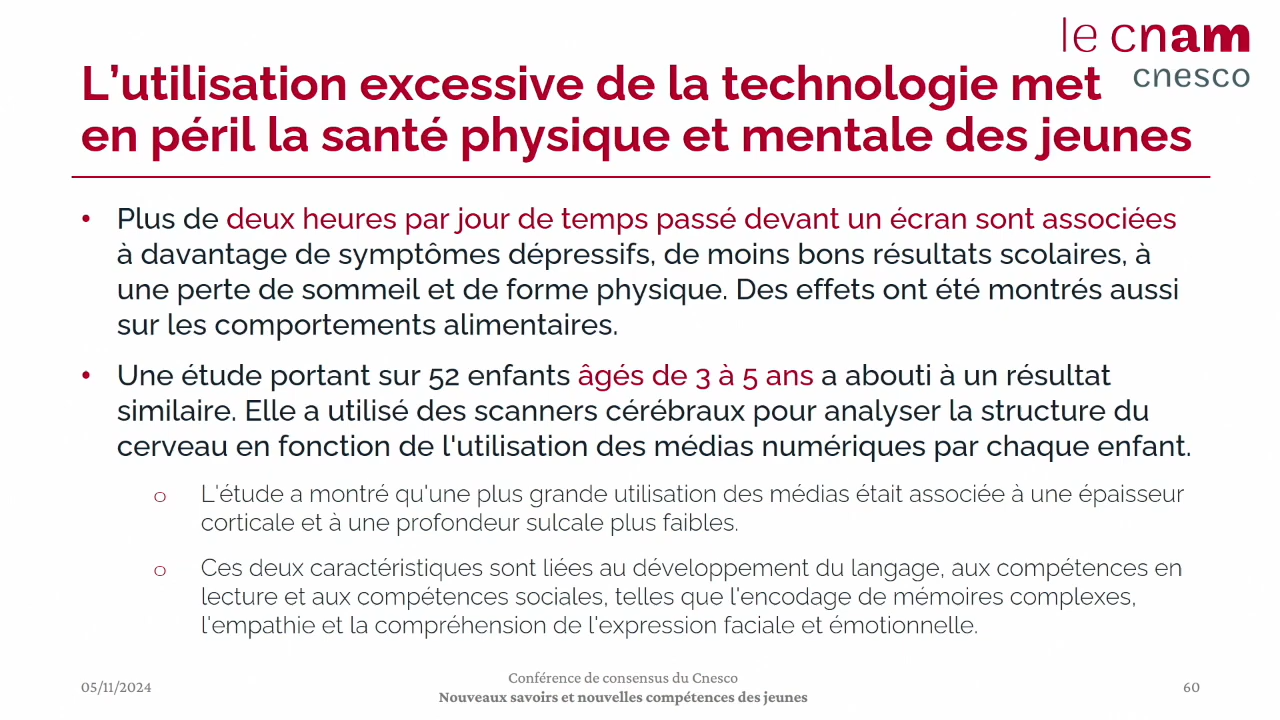 le cnam
cnesco
L’utilisation excessive de la technologie met
en péril la santé physique et mentale des jeunes
• Plus de deux heures par jour de temps passé devant un écran sont associées
à davantage de symptômes dépressifs, de moins bons résultats scolaires, à
une perte de sommeil et de forme physique. Des effets ont été montrés aussi
sur les comportements alimentaires.
• Une étude portant sur 52 enfants âgés de 3 à 5 ans a abouti à un résultat
similaire. Elle a utilisé des scanners cérébraux pour analyser la structure du
cerveau en fonction de l'utilisation des médias numériques par chaque enfant.
o L'étude a montré qu'une plus grande utilisation des médias était associée à une épaisseur
corticale et à une profondeur sulcale plus faibles.
o Ces deux caractéristiques sont liées au développement du langage, aux compétences en
lecture et aux compétences sociales, telles que l'encodage de mémoires complexes,
l'empathie et la compréhension de l'expression faciale et émotionnelle.
05/11/2024
Conférence de consensus du Cnesco
Nouveaux savoirs et nouvelles compétences des jeunes
60